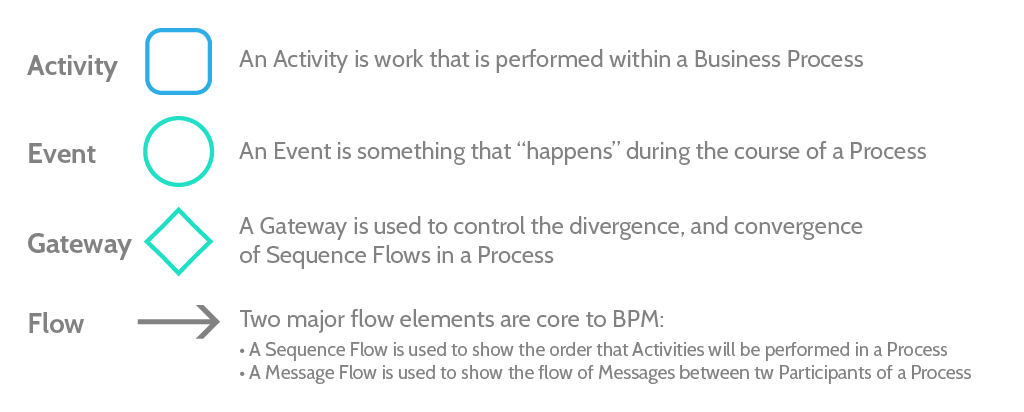 Activity
An Activity is work that is performed within a Business Process
Event
An Event is something that “happens” during the course of a Process
Gateway
A Gateway is used to control the divergence, and convergence
of Sequence Flows in a Process
Flow
Two major flow elements are core to BPM:
• A Sequence Flow is used to show the order that Activities will be performed in a Process
• A Message Flow is used to show the flow of Messages between tw Participants of a Process